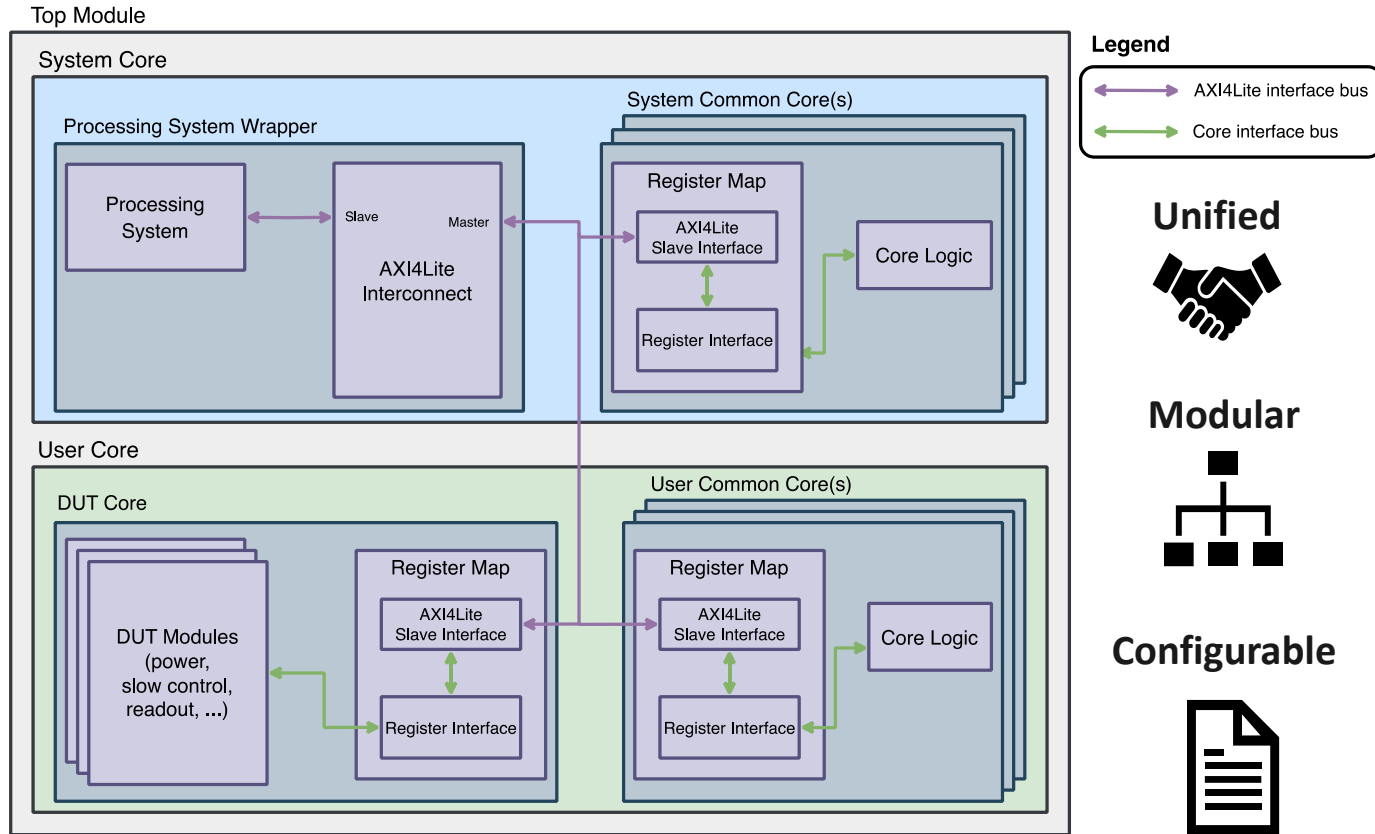 Top Module
System Core
Processing System Wrapper
Processing
System
Slave
Master
AXI4Lite
Interconnect
System Common Core(s)
Register Map
AXI4Lite
Slave Interface
Register Interface
Core Logic
User Core
DUT Core
DUT Modules
(power,
slow control,
readout, ...)
Register Map
AXI4Lite
Slave Interface
Register Interface
User Common Core(s)
Register Map
AXI4Lite
Slave Interface
Register Interface
Core Logic
Legend
AXI4Lite interface bus
Core interface bus
Unified
Modular
Configurable